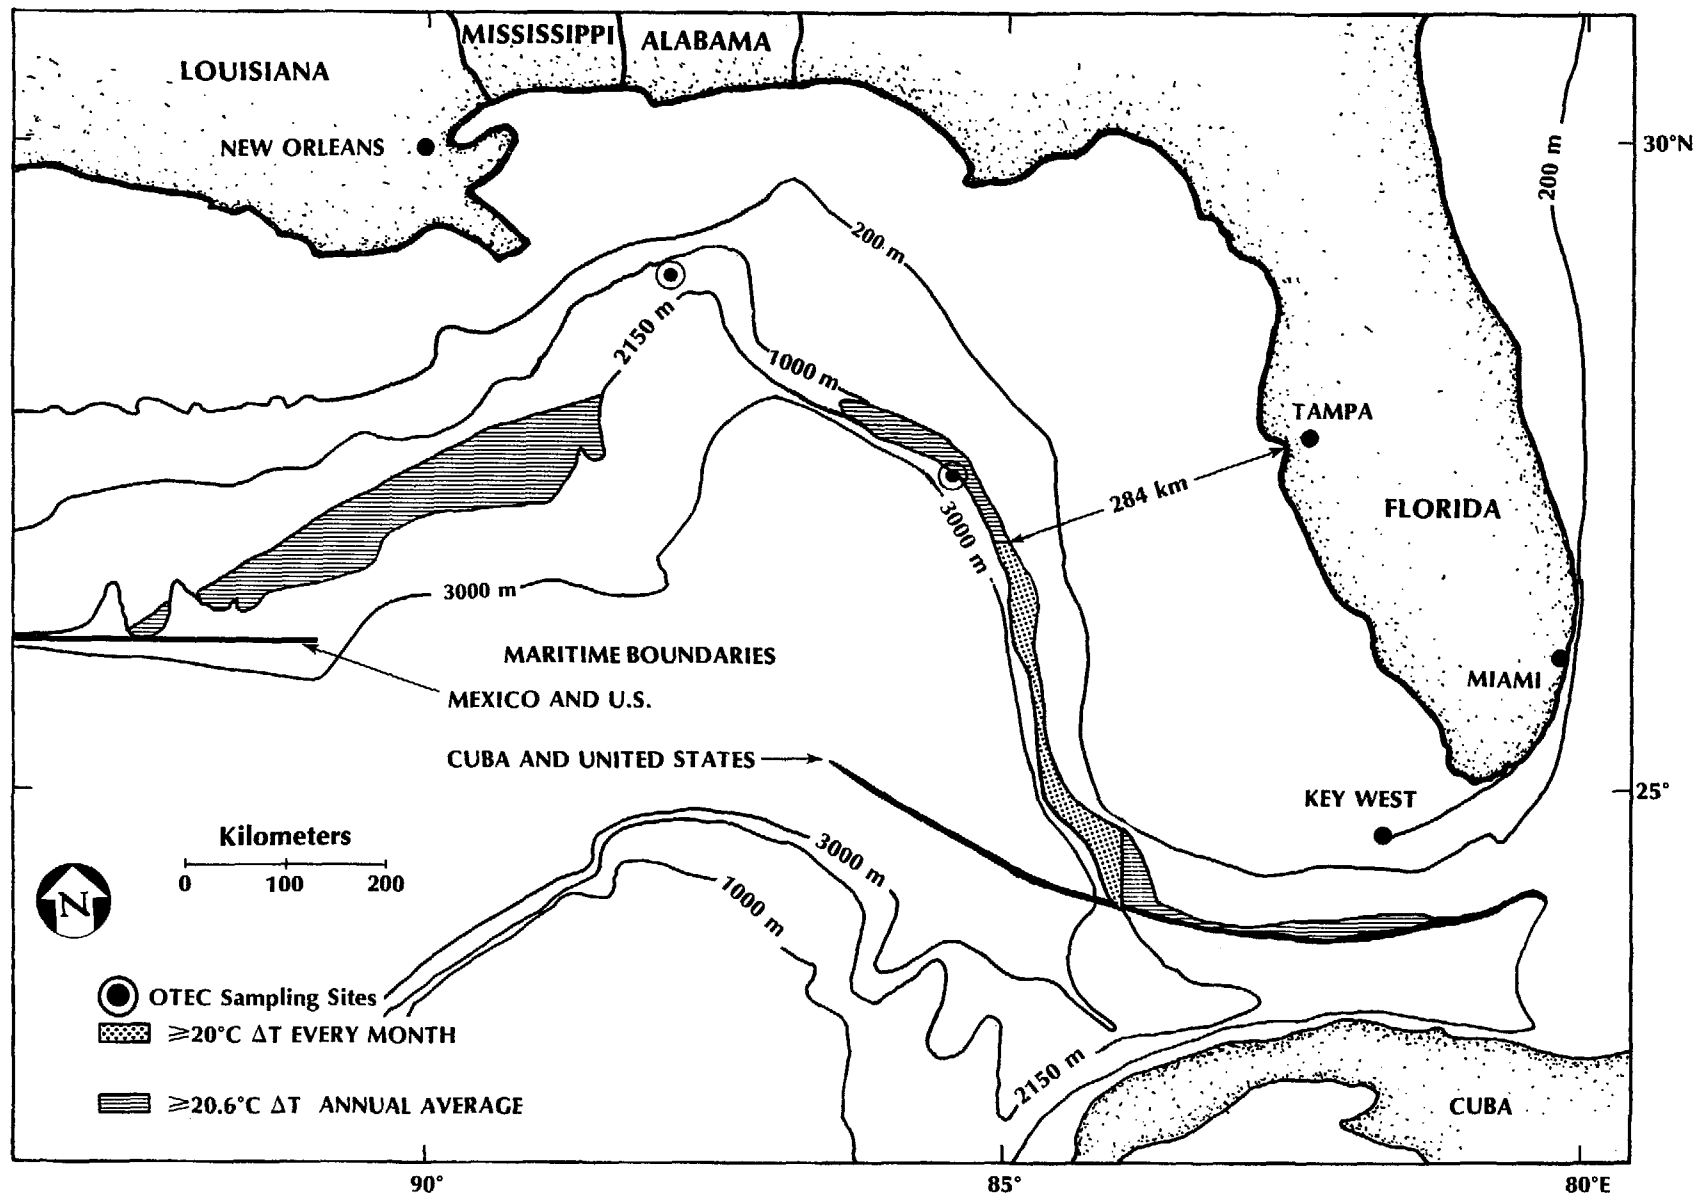 MISSISSIPPI
ALABAMA
LOUISIANA
NEW ORLEANS
30°N
200 m
200 m
2150 m
1000 m
TAMPA
284 km
FLORIDA
3000 m
3000 m
MARITIME BOUNDARIES
MEXICO AND U.S.
MIAMI
CUBA AND UNITED STATES
25°
KEY WEST
Kilometers
0 100 200
3000 m
1000 m
N
OTEC Sampling Sites
≥20°C ΔT EVERY MONTH
2150 m
≥20.6°C ΔT ANNUAL AVERAGE
CUBA
90° 85° 80°E